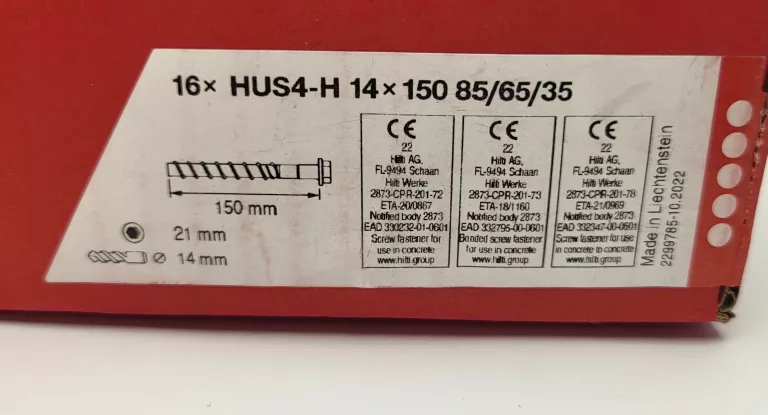 16x HUS4-H 14 x 150 85/65/35
150 mm
21 mm
Ø 14 mm
CE
22
Hilti AG,
FL-9494 Schaan
Hilti Werke
2873-CPR-201-72
ETA-20/0867
Notified body 2873
EAD 330232-01-0601
Screw fastener for
use in concrete
www.hilti.group
CE
22
Hilti AG,
FL-9494 Schaan
Hilti Werke
2873-CPR-201-73
ETA-18/1160
Notified body 2873
EAD 332795-00-0601
Bonded screw fastener
for use in concrete
www.hilti.group
CE
22
Hilti AG,
FL-9494 Schaan
Hilti Werke
2873-CPR-201-78
ETA-21/0969
Notified body 2873
EAD 332347-00-0601
Screw fastener for use
in concrete to concrete
www.hilti.group
Made in Liechtenstein
2299785-10.2022